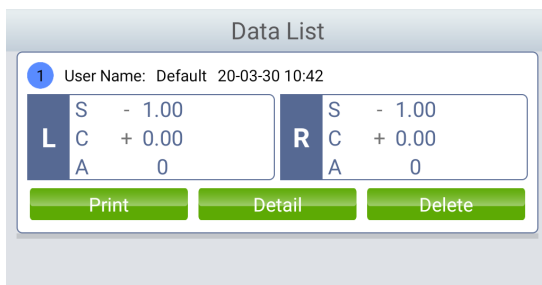 Data List
1 User Name: Default 20-03-30 10:42
L S - 1.00 C + 0.00 A 0
R S - 1.00 C + 0.00 A 0
Print Detail Delete